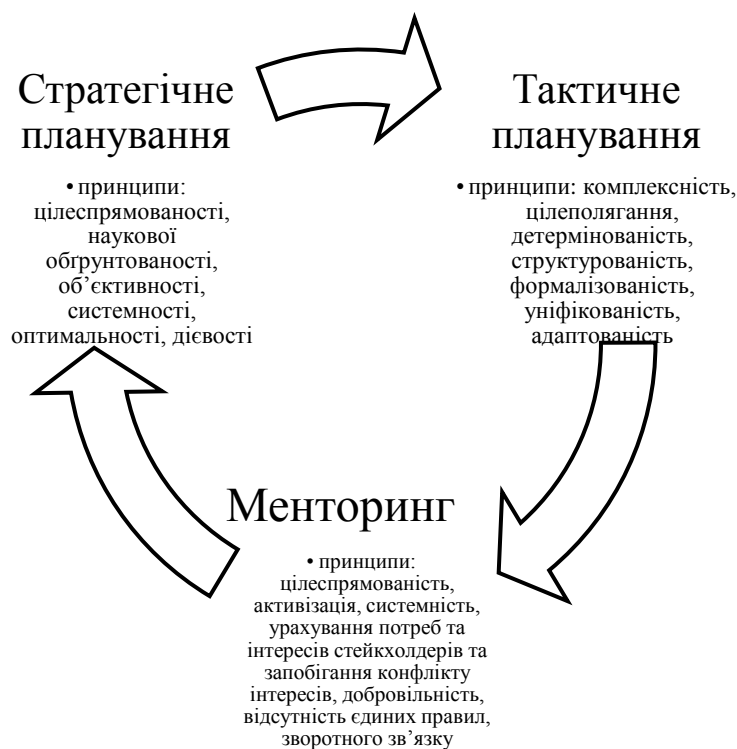 Стратегічне
планування
• принципи:
цілеспрямованості,
наукової
обґрунтованості,
об’єктивності,
системності,
оптимальності, дієвості
Тактичне
планування
• принципи: комплексність,
цілеполягання,
детермінованість,
структурованість,
формалізованість,
уніфікованість,
адаптованість
Менторинг
• принципи:
цілеспрямованість,
активізація, системність,
урахування потреб та
інтересів стейкхолдерів та
запобігання конфлікту
інтересів, добровільність,
відсутність єдиних правил,
зворотного зв’язку